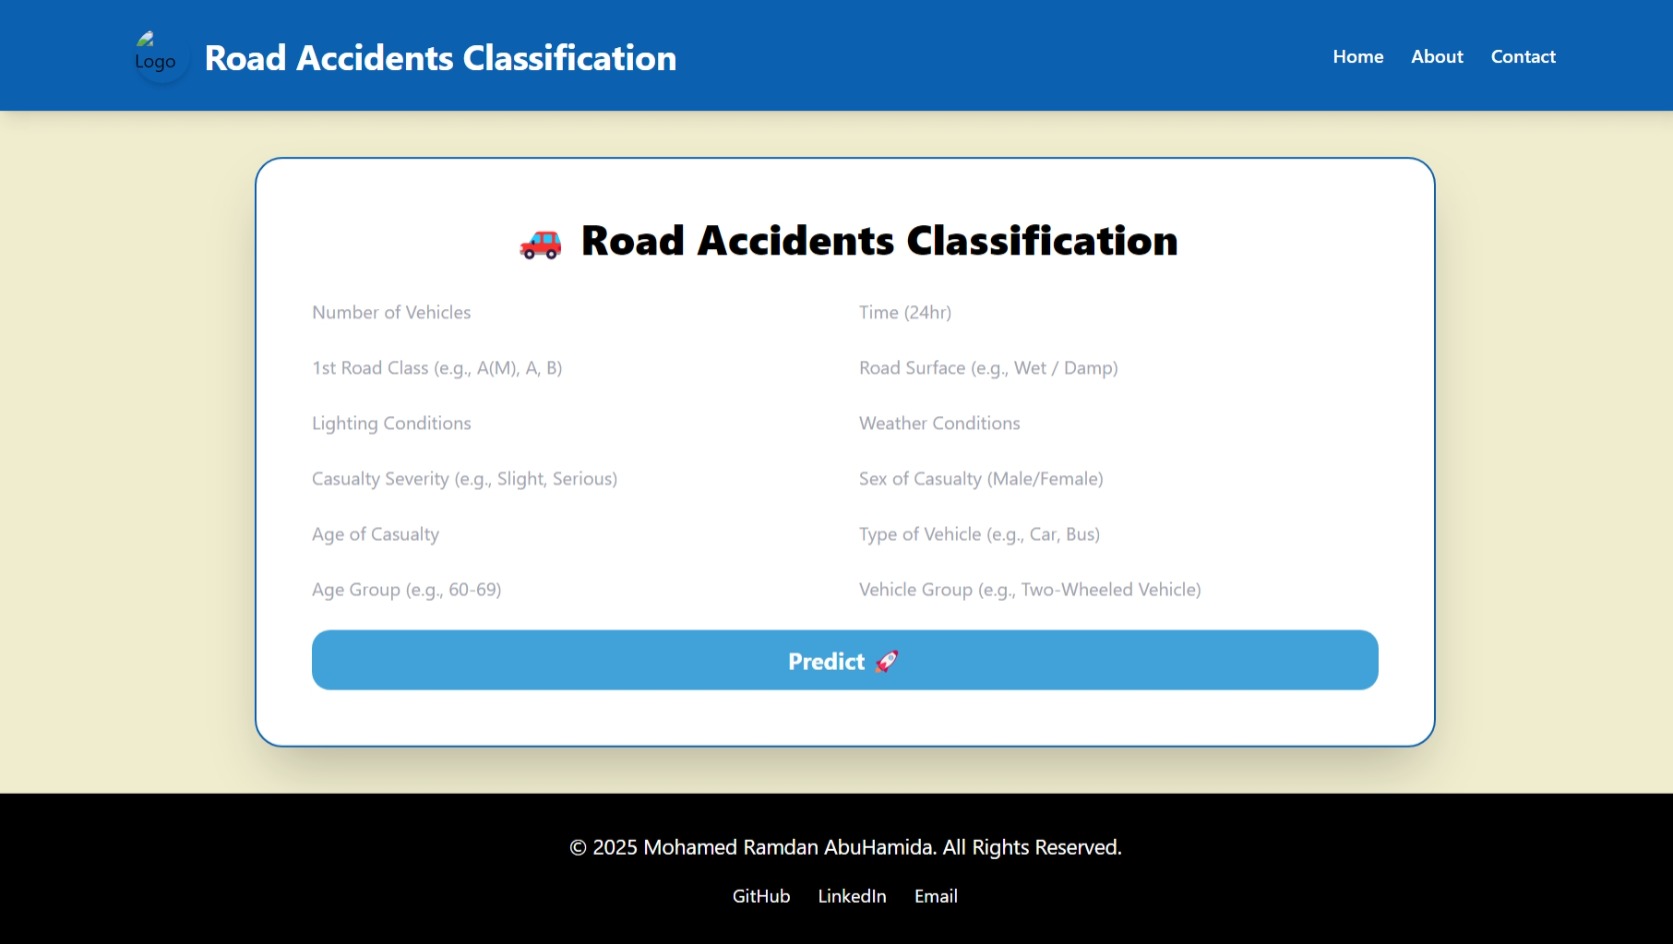 Logo
Road Accidents Classification
Home About Contact
🚗 Road Accidents Classification
Number of Vehicles
Time (24hr)
1st Road Class (e.g., A(M), A, B)
Road Surface (e.g., Wet / Damp)
Lighting Conditions
Weather Conditions
Casualty Severity (e.g., Slight, Serious)
Sex of Casualty (Male/Female)
Age of Casualty
Type of Vehicle (e.g., Car, Bus)
Age Group (e.g., 60-69)
Vehicle Group (e.g., Two-Wheeled Vehicle)
Predict 🚀
© 2025 Mohamed Ramdan AbuHamida. All Rights Reserved.
GitHub LinkedIn Email